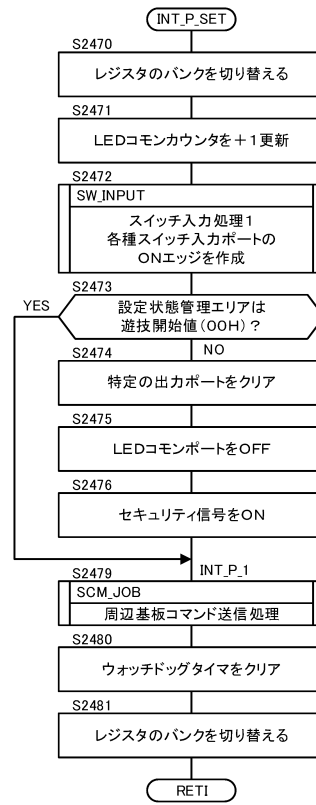 INT_P_SET
S2470
レジスタのバンクを切り替える
S2471
LEDコモンカウンタを＋1更新
S2472
SW_INPUT
スイッチ入力処理1
各種スイッチ入力ポートの
ONエッジを作成
S2473
YES
設定状態管理エリアは
遊技開始値(00H)？
NO
S2474
特定の出力ポートをクリア
S2475
LEDコモンポートをOFF
S2476
セキュリティ信号をON
INT_P_1
S2479
SCM_JOB
周辺基板コマンド送信処理
S2480
ウォッチドッグタイマをクリア
S2481
レジスタのバンクを切り替える
RETI